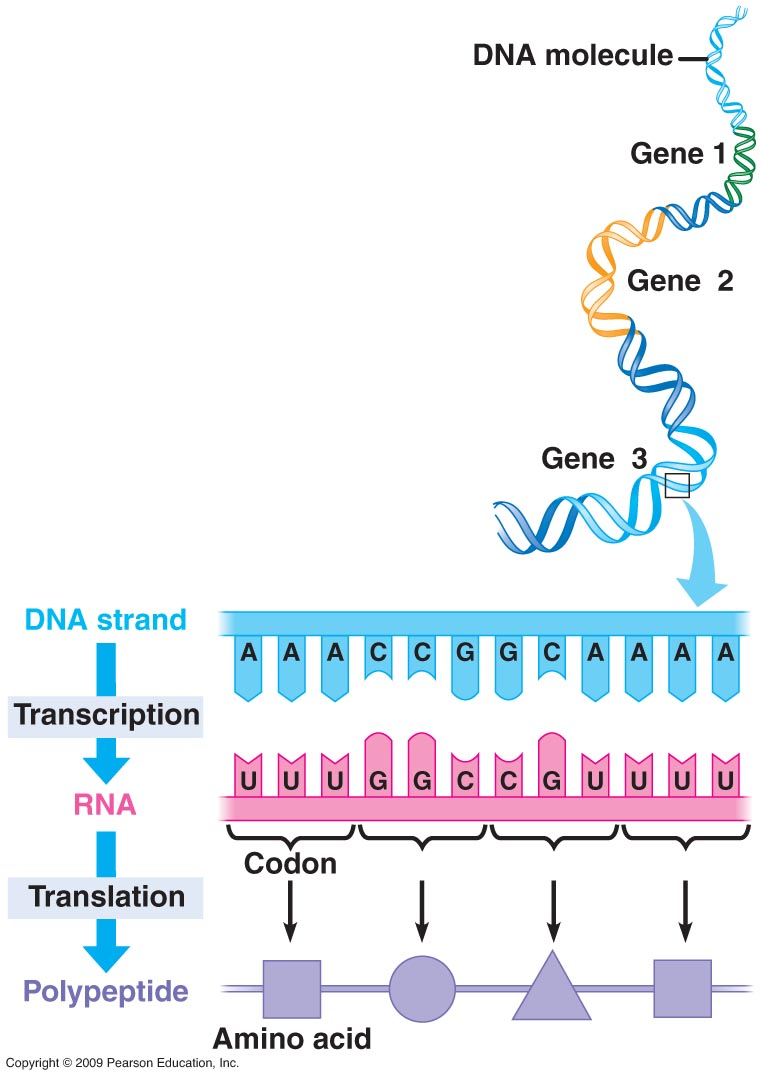 DNA molecule
Gene 1
Gene 2
Gene 3
DNA strand
A A A C C G G C A A A A
Transcription
U U U G G C C G U U U U
RNA
Codon
Translation
Polypeptide
Amino acid
Copyright © 2009 Pearson Education, Inc.